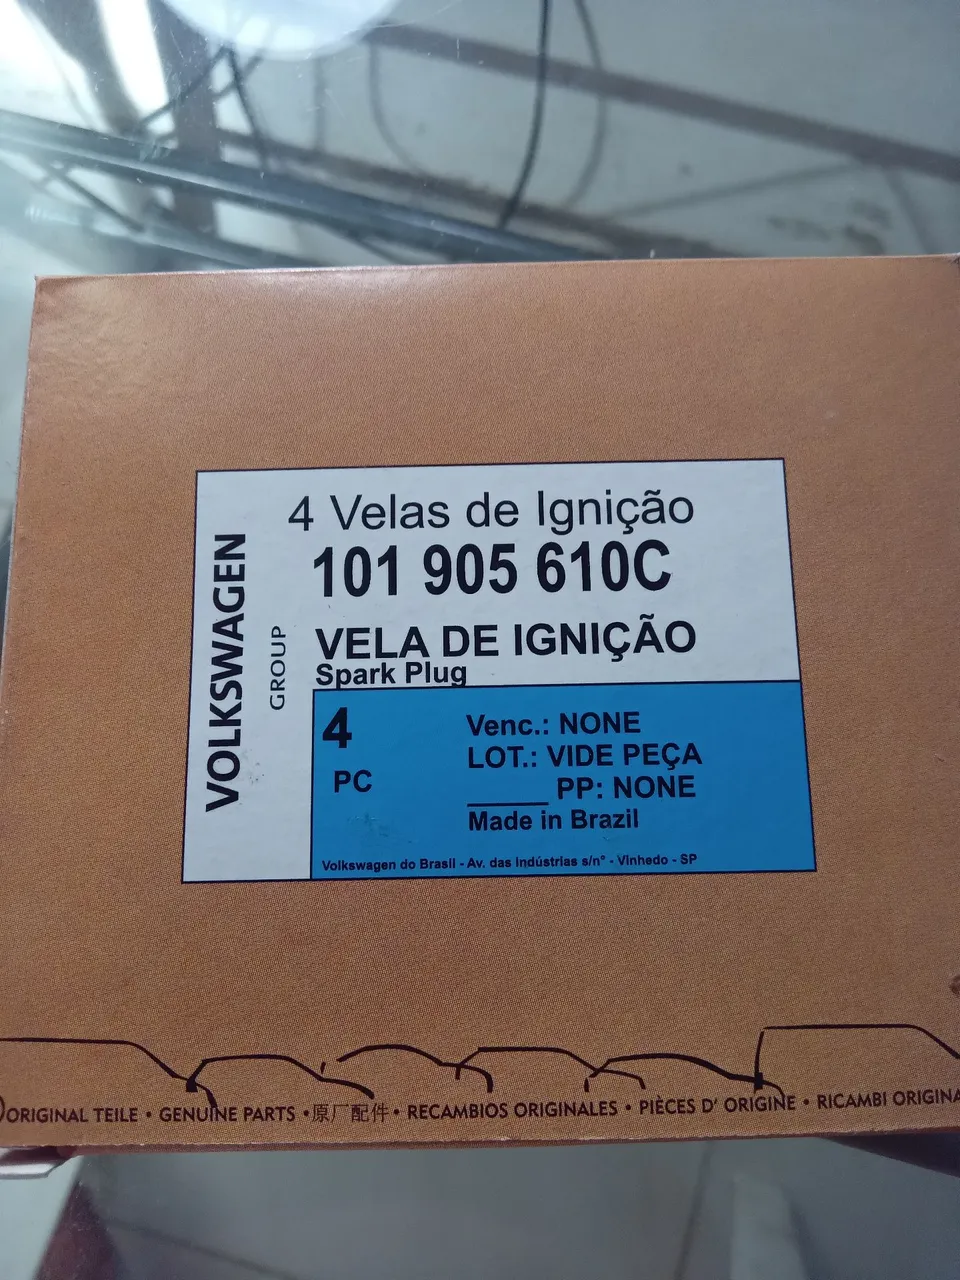 4 Velas de Ignição
101 905 610C
VELA DE IGNIÇÃO
Spark Plug
VOLKSWAGEN
GROUP
4
PC
Venc.: NONE
LOT.: VIDE PEÇA
______ PP: NONE
Made in Brazil
Volkswagen do Brasil - Av. das Indústrias s/nº - Vinhedo - SP
ORIGINAL TEILE • GENUINE PARTS • 原厂配件 • RECAMBIOS ORIGINALES • PIÈCES D' ORIGINE • RICAMBI ORIGINA